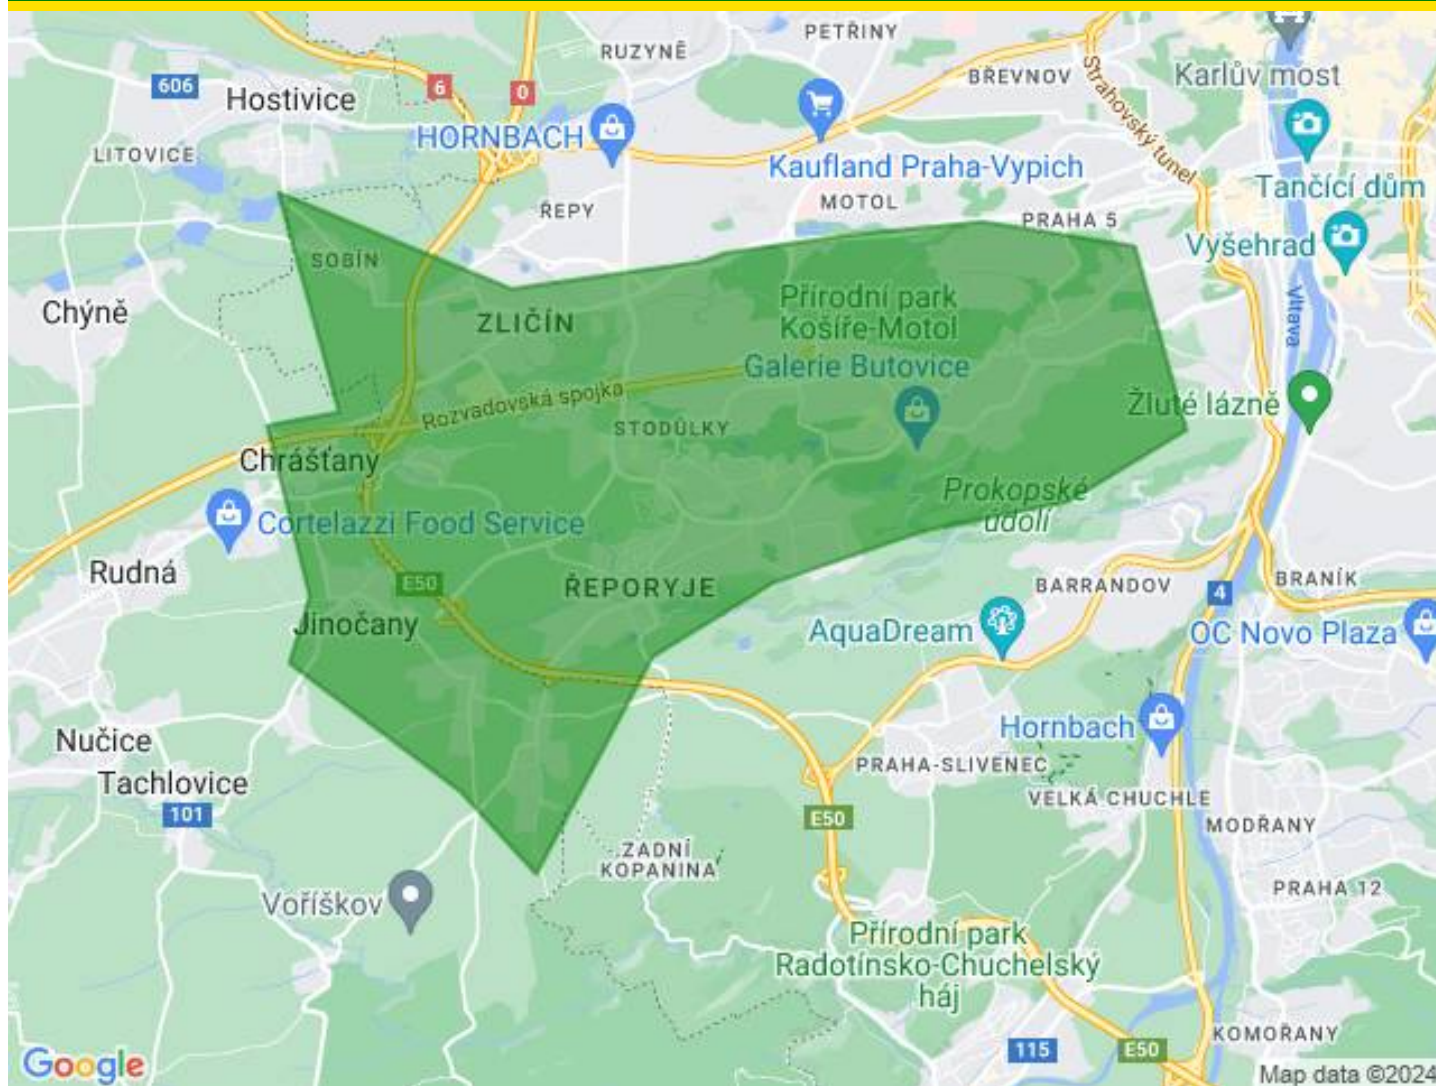 PETŘINY
RUZYNĚ
Karlův most
BŘEVNOV
606
6
0
Hostivice
Strahovský tunel
HORNBACH
LITOVICE
Kaufland Praha-Vypich
Tančící dům
MOTOL
ŘEPY
PRAHA 5
Vyšehrad
SOBÍN
Chýně
Přírodní park
Košíře-Motol
Vltava
ZLIČÍN
Galerie Butovice
Rozvadovská spojka
Žluté lázně
STODŮLKY
Chrášťany
Prokopské
údolí
Cortelazzi Food Service
Rudná
E50
ŘEPORYJE
BARRANDOV
4
BRANÍK
Jinočany
AquaDream
OC Novo Plaza
Nučice
Hornbach
Tachlovice
PRAHA-SLIVENEC
VELKÁ CHUCHLE
101
E50
MODŘANY
ZADNÍ
KOPANINA
PRAHA 12
Voříškov
Přírodní park
Radotínsko-Chuchelský
háj
KOMOŘANY
115
E50
Google
Map data ©2024